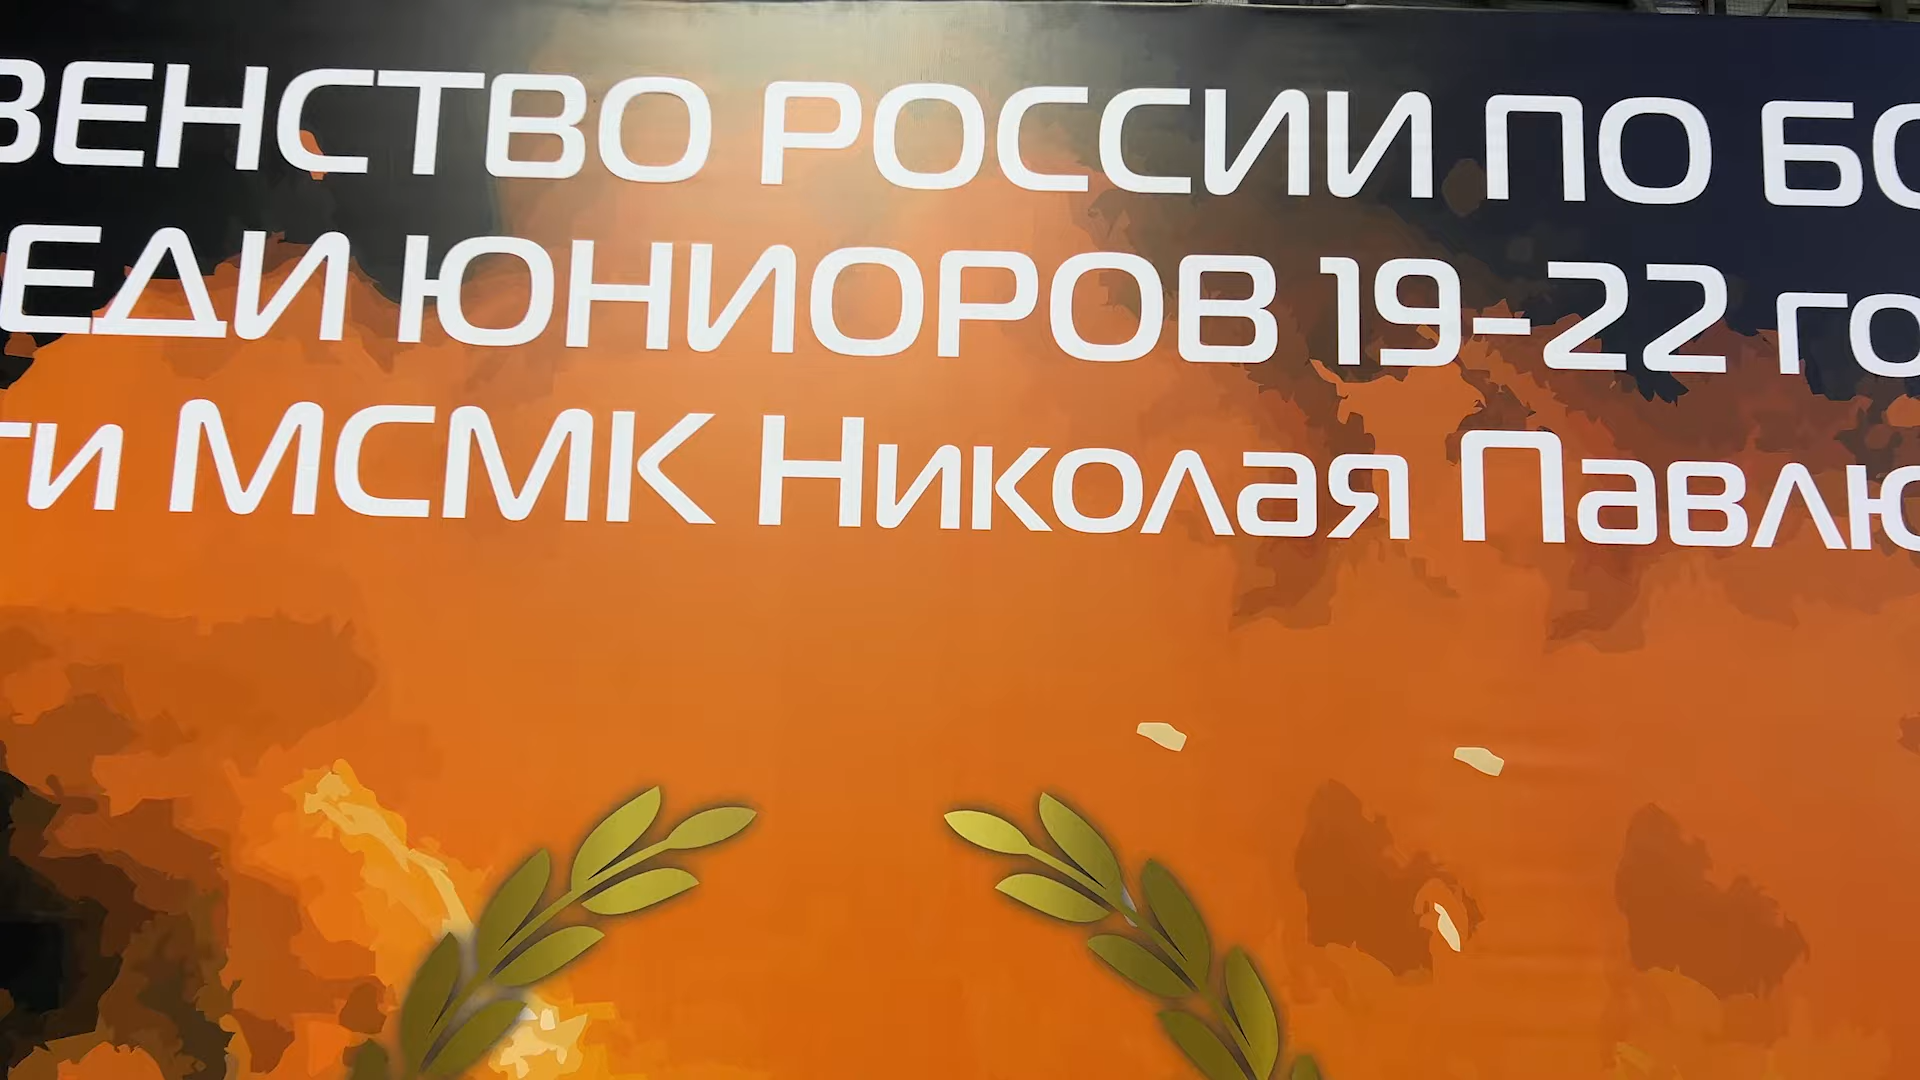 ВЕНСТВО РОССИИ ПО БО
ЕДИ ЮНИОРОВ 19-22 го
ти МСМК Николая Павлю